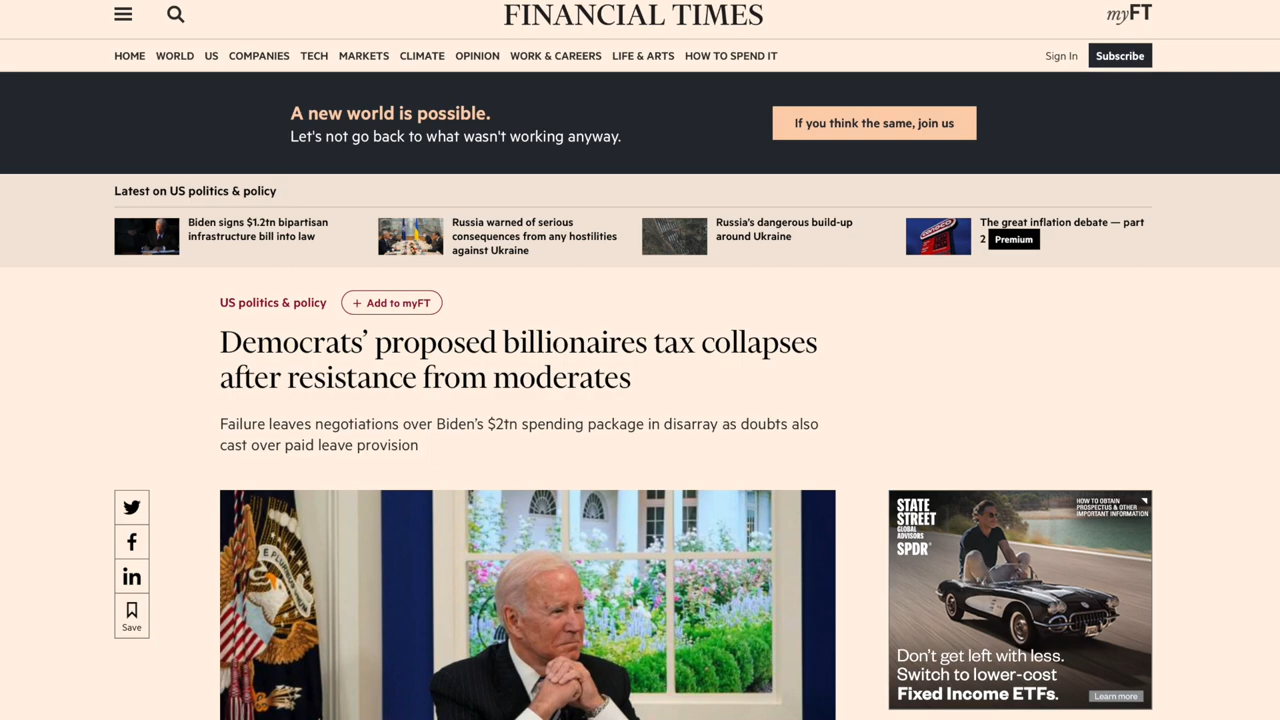 FINANCIAL TIMES
myFT
HOME WORLD US COMPANIES TECH MARKETS CLIMATE OPINION WORK & CAREERS LIFE & ARTS HOW TO SPEND IT
Sign In
Subscribe
A new world is possible.
Let's not go back to what wasn't working anyway.
If you think the same, join us
Latest on US politics & policy
Biden signs $1.2tn bipartisan
infrastructure bill into law
Russia warned of serious
consequences from any hostilities
against Ukraine
Russia's dangerous build-up
around Ukraine
The great inflation debate — part
2 Premium
US politics & policy
+ Add to myFT
Democrats’ proposed billionaires tax collapses
after resistance from moderates
Failure leaves negotiations over Biden’s $2tn spending package in disarray as doubts also
cast over paid leave provision
Save
STATE
STREET
GLOBAL
ADVISORS
SPDR®
HOW TO OBTAIN
PROSPECTUS & OTHER
IMPORTANT INFORMATION
Don't get left with less.
Switch to lower-cost
Fixed Income ETFs.
Learn more